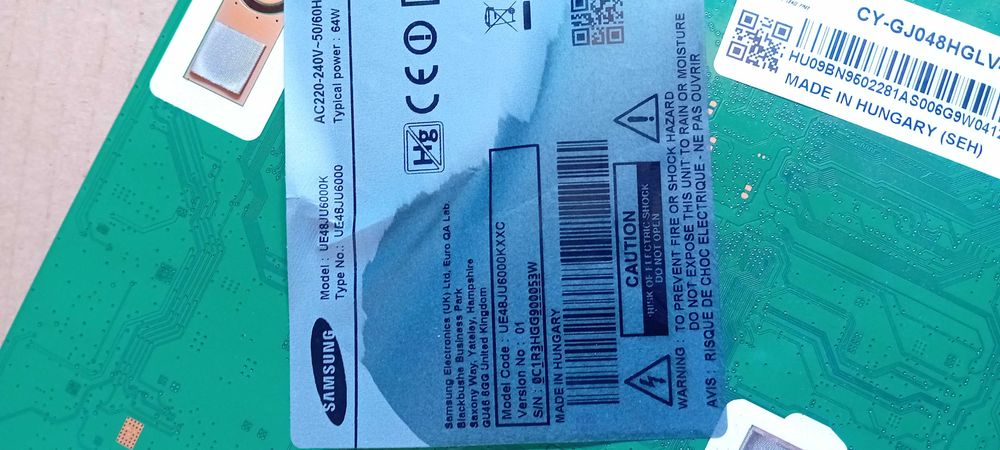 SAMSUNG
Model : UE48JU6000K
Type No.: UE48JU6000
AC220-240V~50/60H
Typical power : 64W
Hg
CE
Samsung Electronics (UK) Ltd, Euro QA Lab.
Blackbushe Business Park
Saxony Way, Yateley, Hampshire
GU46 8GG United Kingdom
Model Code : UE48JU6000KXXC
Version No : 01
S/N : 0C1R3HGG900053W
MADE IN HUNGARY
CAUTION
RISK OF ELECTRIC SHOCK
DO NOT OPEN
WARNING : TO PREVENT FIRE OR SHOCK HAZARD
DO NOT EXPOSE THIS UNIT TO RAIN OR MOISTURE
AVIS : RISQUE DE CHOC ELECTRIQUE - NE PAS OUVRIR
CY-GJ048HGLV
HU09BN9502281AS006G9W041
MADE IN HUNGARY (SEH)